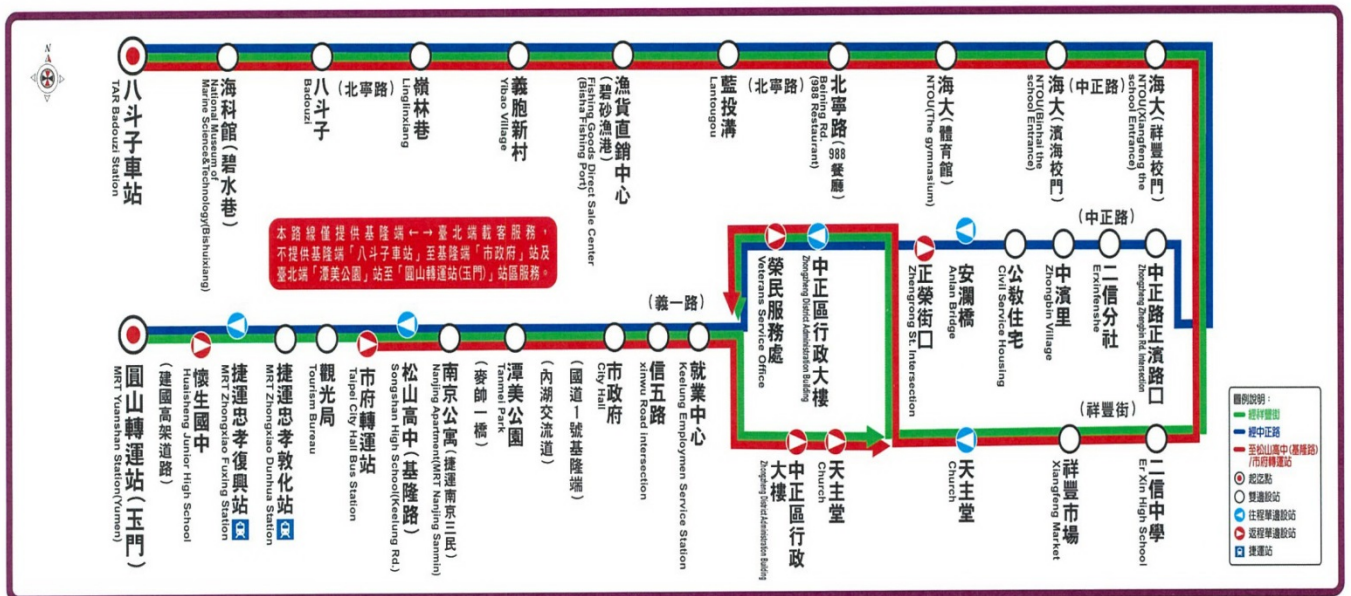 N
八斗子車站
TAR Badouzi Station
海科館(碧水巷)
National Museum of
Marine Science&Technology(Bishuixiang)
八斗子
Badouzi
(北寧路)
嶺林巷
Linglinxiang
義胞新村
Yibao Village
漁貨直銷中心
(碧砂漁港)
Fishing Goods Direct Sale Center
(Bisha Fishing Port)
藍投溝
Lantougou
(北寧路)
北寧路(988餐廳)
Beining Rd.
(988 Restaurant)
海大(體育館)
NTOU(The gymnasium)
海大(濱海校門)
NTOU(Binhai the
school Entrance)
(中正路)
海大(祥豐校門)
NTOU(Xiangfeng the
school Entrance)
本路線僅提供基隆端←→臺北端載客服務，
不提供基隆端「八斗子車站」至基隆端「市政府」站及
臺北端「潭美公園」站至「圓山轉運站(玉門)」站區服務。
榮民服務處
Veterans Service Office
中正區行政大樓
Zhongzheng District Administration Building
正榮街口
Zhengrong St. Intersection
安瀾橋
Anlan Bridge
公教住宅
Civil Service Housing
中濱里
Zhongbin Village
(中正路)
二信分社
Erxinfenshe
中正路正濱路口
Zhongzheng Zhengbin Rd. Intersection
(祥豐街)
(義一路)
圓山轉運站(玉門)
MRT Yuanshan Station(Yumen)
(建國高架道路)
懷生國中
Huaisheng Junior High School
捷運忠孝復興站
MRT Zhongxiao Fuxing Station
捷運忠孝敦化站
MRT Zhongxiao Dunhua Station
觀光局
Tourism Bureau
市府轉運站
Taipei City Hall Bus Station
松山高中(基隆路)
Songshan High School(Keelung Rd.)
南京公寓(捷運南京三民)
Nanjing Apartment(MRT Nanjing Sanmin)
(麥帥一橋)
潭美公園
Tanmei Park
(內湖交流道)
(國道1號基隆端)
市政府
City Hall
信五路
xinwu Road Intersection
就業中心
Keelung Employment Service Station
中正區行政
大樓
Zhongzheng District Administration Building
天主堂
Church
天主堂
Church
祥豐市場
Xiangfeng Market
二信中學
Er Xin High School
圖例說明：
經祥豐街
經中正路
至松山高中(基隆路)
/市府轉運站
起迄點
雙邊設站
往程單邊設站
返程單邊設站
捷運站